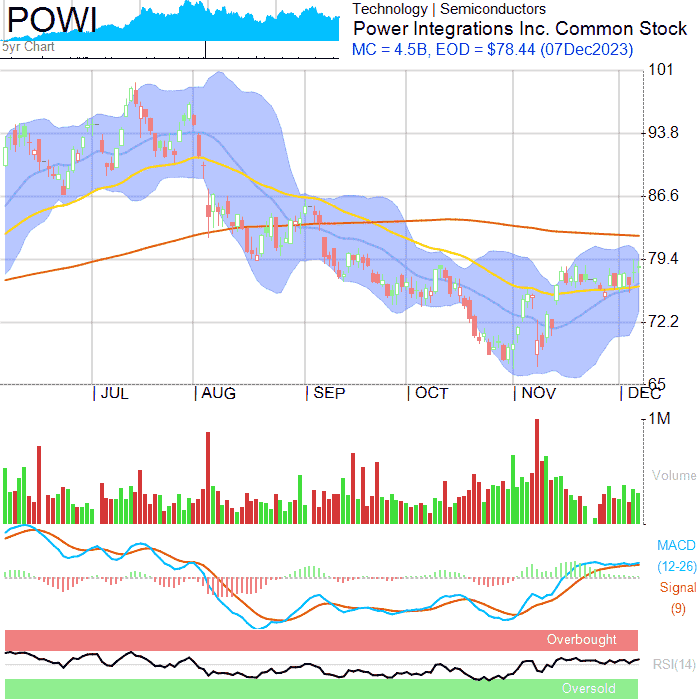 POWI
5yr Chart
Technology | Semiconductors
Power Integrations Inc. Common Stock
MC = 4.5B, EOD = $78.44 (07Dec2023)
101
93.8
86.6
79.4
72.2
65
JUL
AUG
SEP
OCT
NOV
DEC
1M
Volume
MACD
(12-26)
Signal
(9)
Overbought
RSI(14)
Oversold